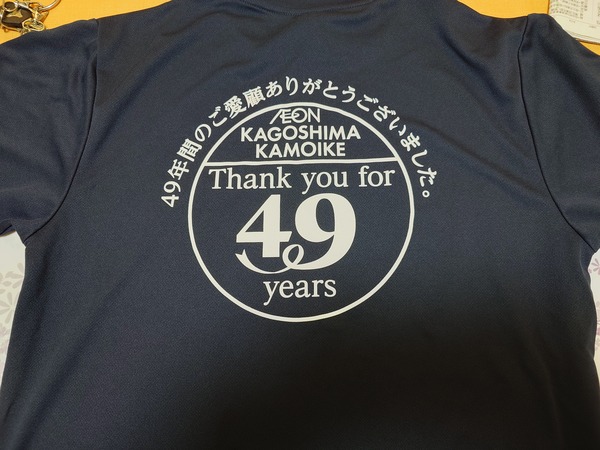 49年間のご愛顧ありがとうございました。
ÆON
KAGOSHIMA
KAMOIKE
Thank you for
49
years